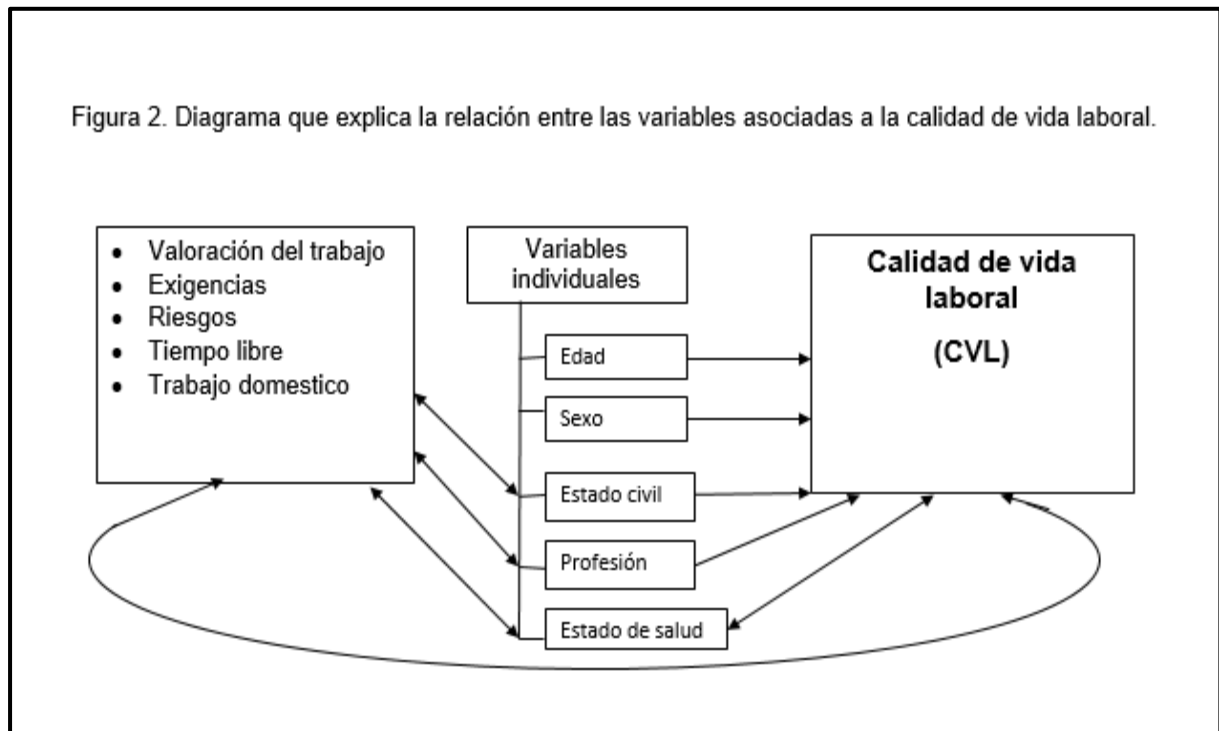 Figura 2. Diagrama que explica la relación entre las variables asociadas a la calidad de vida laboral.
• Valoración del trabajo
• Exigencias
• Riesgos
• Tiempo libre
• Trabajo domestico
Variables
individuales
Edad
Sexo
Estado civil
Profesión
Estado de salud
Calidad de vida
laboral
(CVL)